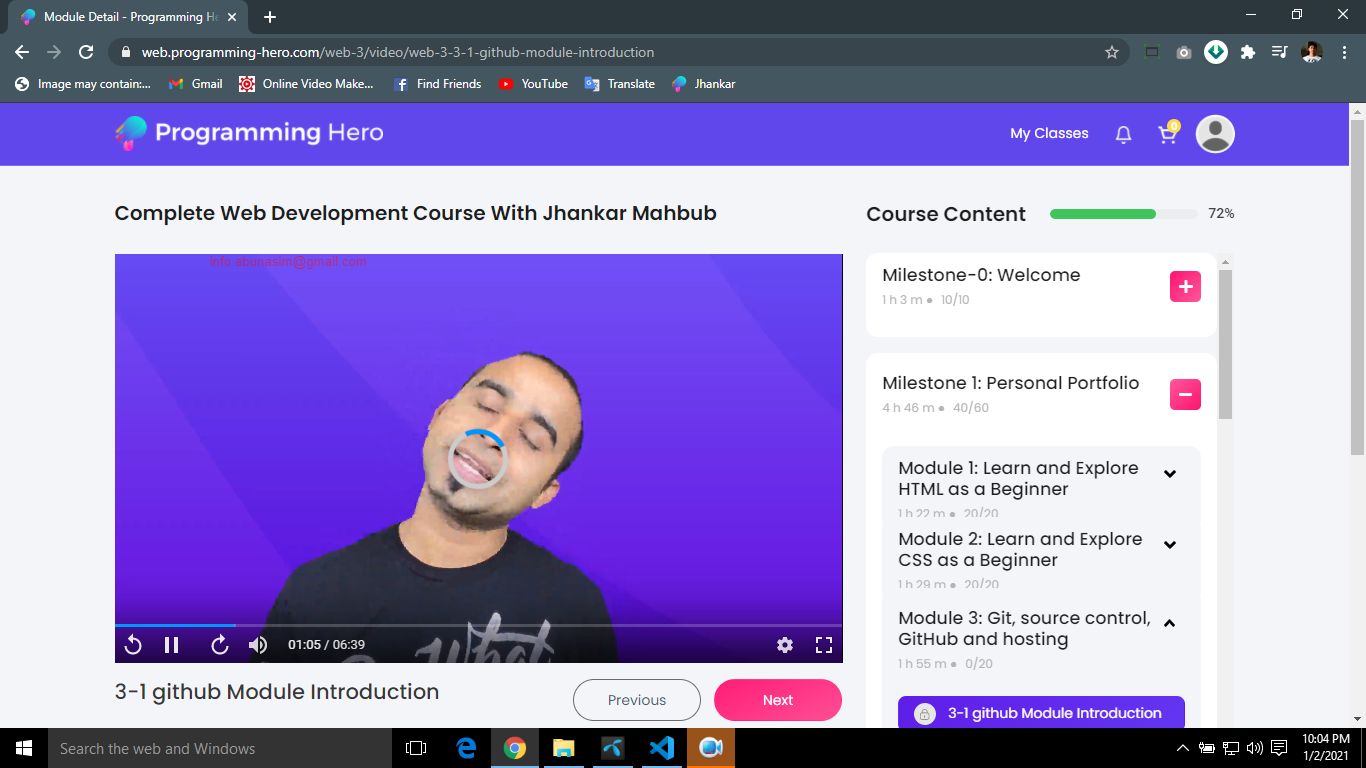 Module Detail - Programming He
web.programming-hero.com/web-3/video/web-3-3-1-github-module-introduction
Image may contain:... Gmail Online Video Make... Find Friends YouTube Translate Jhankar
Programming Hero
My Classes
0
Complete Web Development Course With Jhankar Mahbub
Course Content
72%
info.abunasim@gmail.com
Milestone-0: Welcome
1 h 3 m ● 10/10
Milestone 1: Personal Portfolio
4 h 46 m ● 40/60
Module 1: Learn and Explore
HTML as a Beginner
1 h 22 m ● 20/20
Module 2: Learn and Explore
CSS as a Beginner
1 h 29 m ● 20/20
Module 3: Git, source control,
GitHub and hosting
1 h 55 m ● 0/20
3-1 github Module Introduction
What
01:05 / 06:39
3-1 github Module Introduction
Previous
Next
Search the web and Windows
10:04 PM
1/2/2021